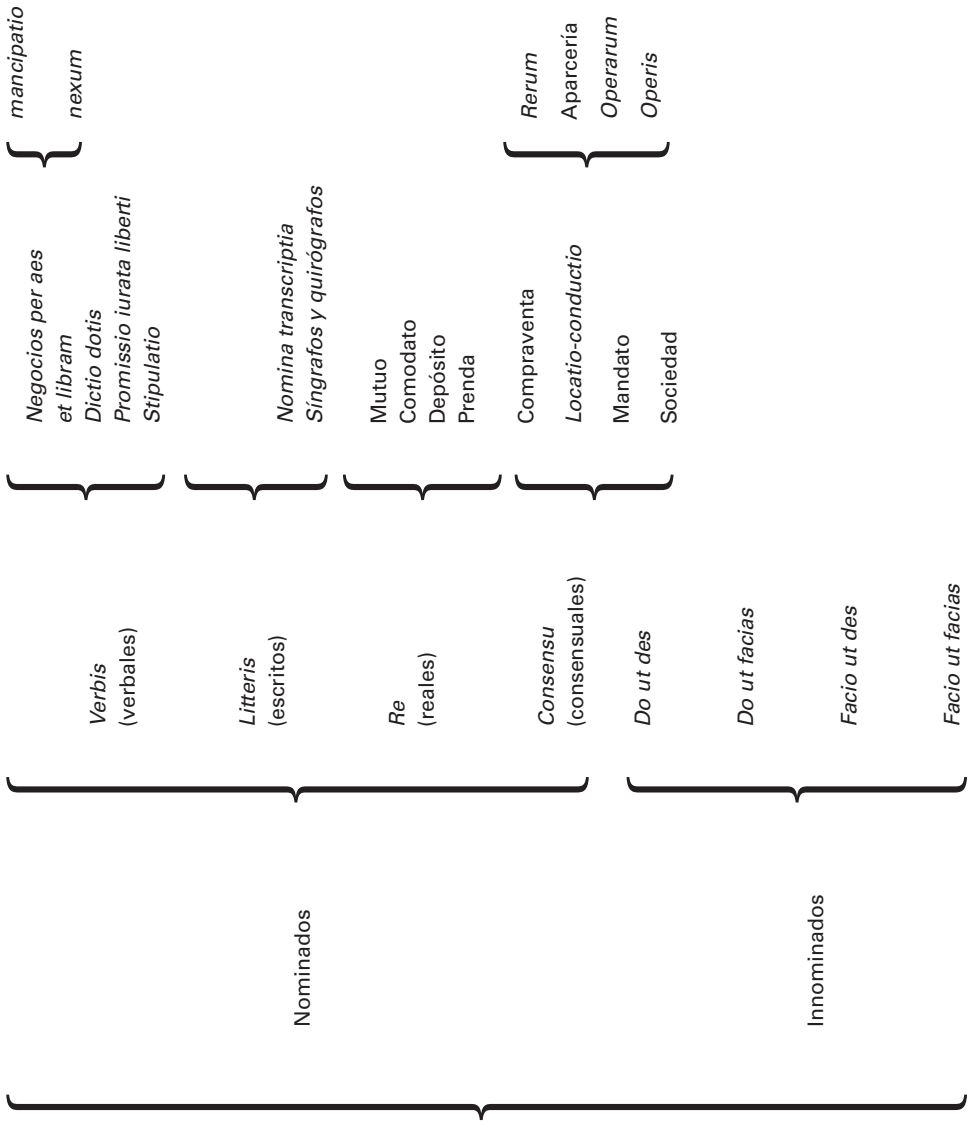 Nominados
Verbis
(verbales)
Negocios per aes
et libram
mancipatio
nexum
Dictio dotis
Promissio iurata liberti
Stipulatio
Litteris
(escritos)
Nomina transcriptia
Síngrafos y quirógrafos
Re
(reales)
Mutuo
Comodato
Depósito
Prenda
Consensu
(consensuales)
Compraventa
Locatio-conductio
Rerum
Aparcería
Operarum
Operis
Mandato
Sociedad
Innominados
Do ut des
Do ut facias
Facio ut des
Facio ut facias